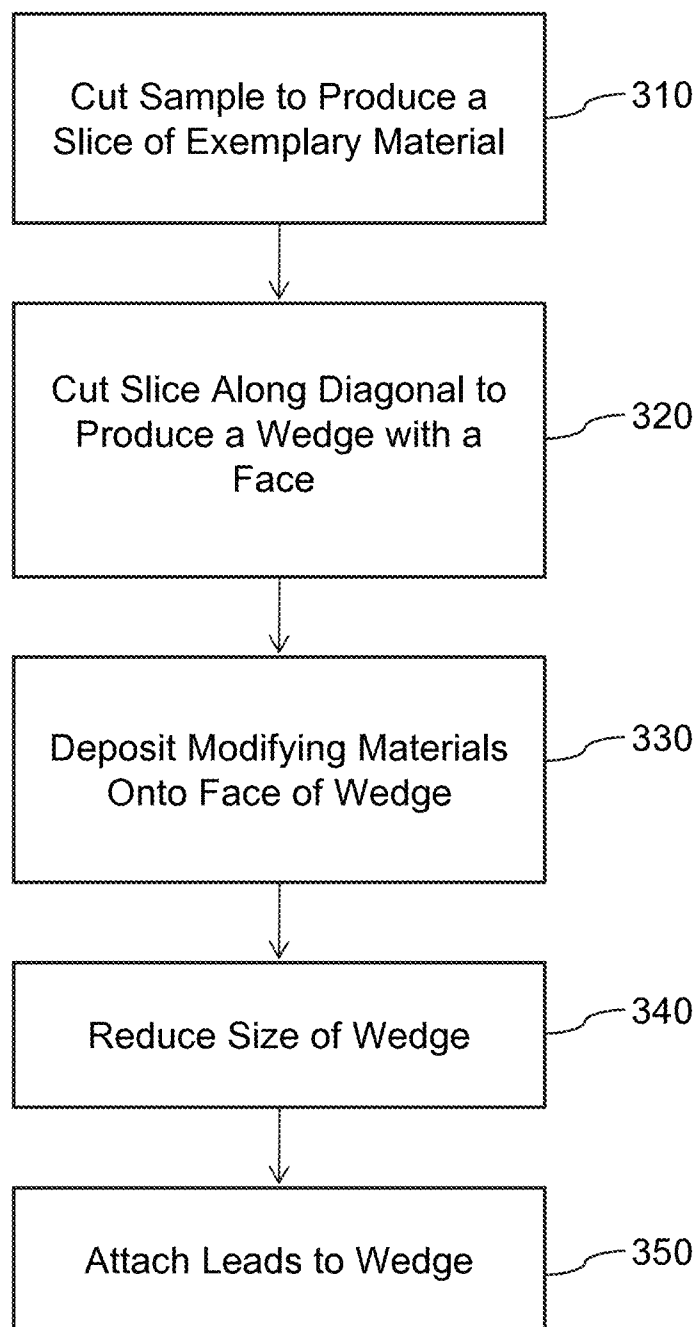 Cut Sample to Produce a
Slice of Exemplary Material
310
Cut Slice Along Diagonal to
Produce a Wedge with a
Face
320
Deposit Modifying Materials
Onto Face of Wedge
330
Reduce Size of Wedge
340
Attach Leads to Wedge
350